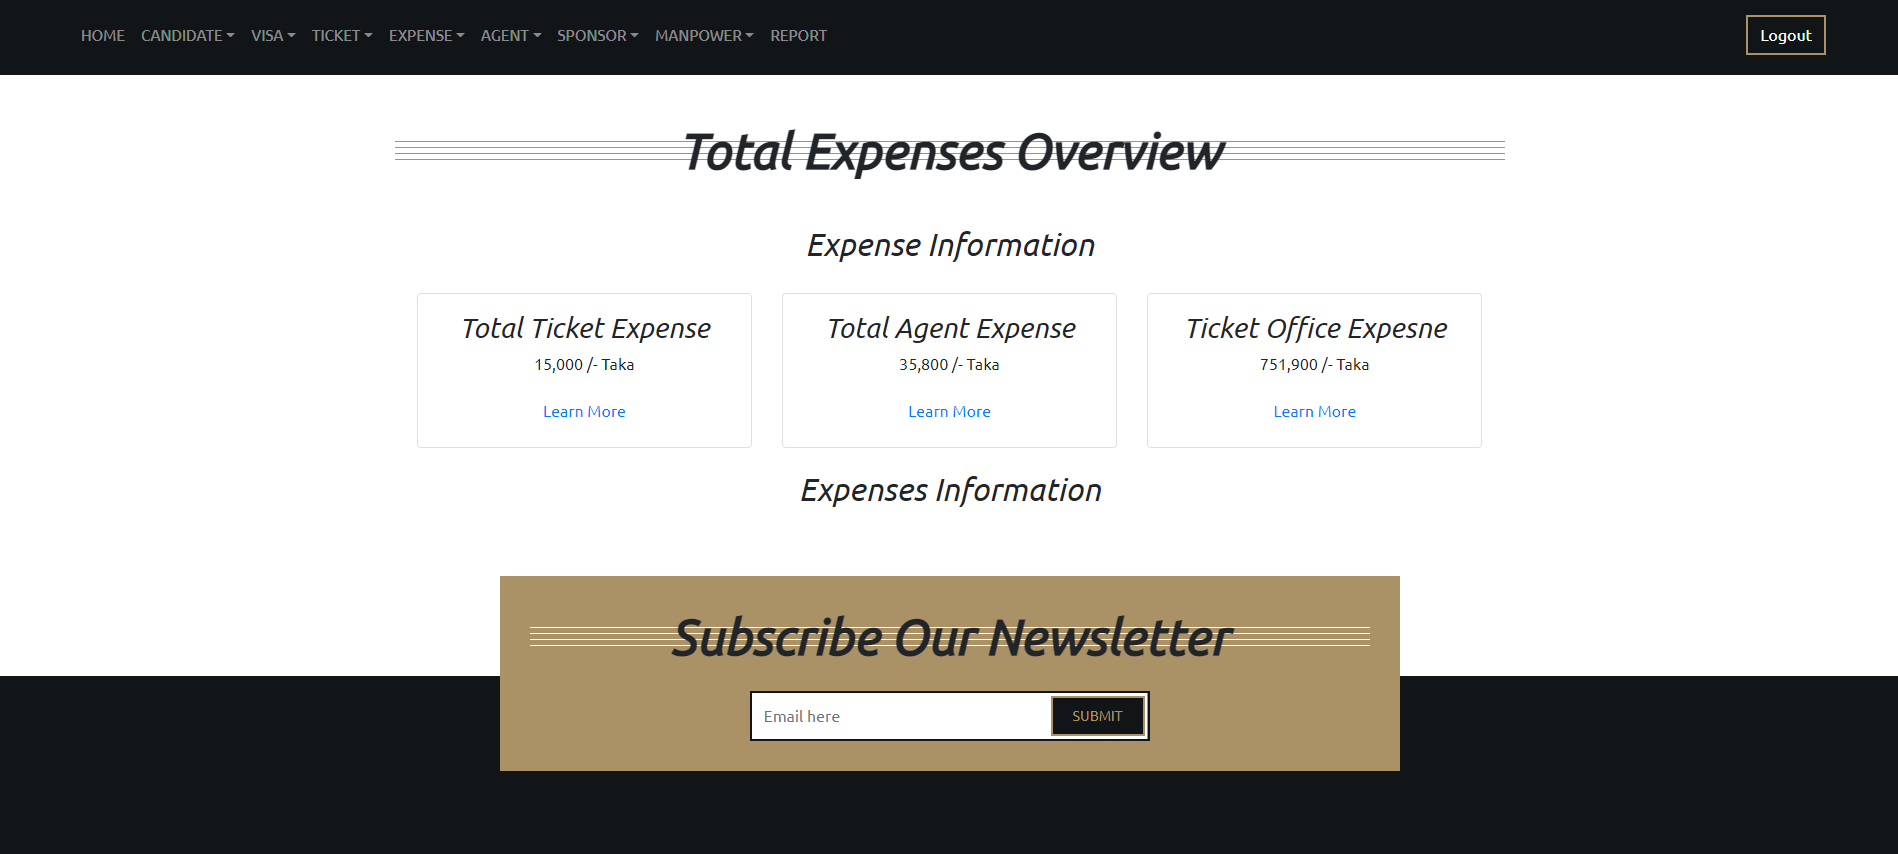 HOME CANDIDATE VISA TICKET EXPENSE AGENT SPONSOR MANPOWER REPORT Logout
Total Expenses Overview
Expense Information
Total Ticket Expense
15,000 /- Taka
Learn More
Total Agent Expense
35,800 /- Taka
Learn More
Ticket Office Expesne
751,900 /- Taka
Learn More
Expenses Information
Subscribe Our Newsletter
Email here SUBMIT